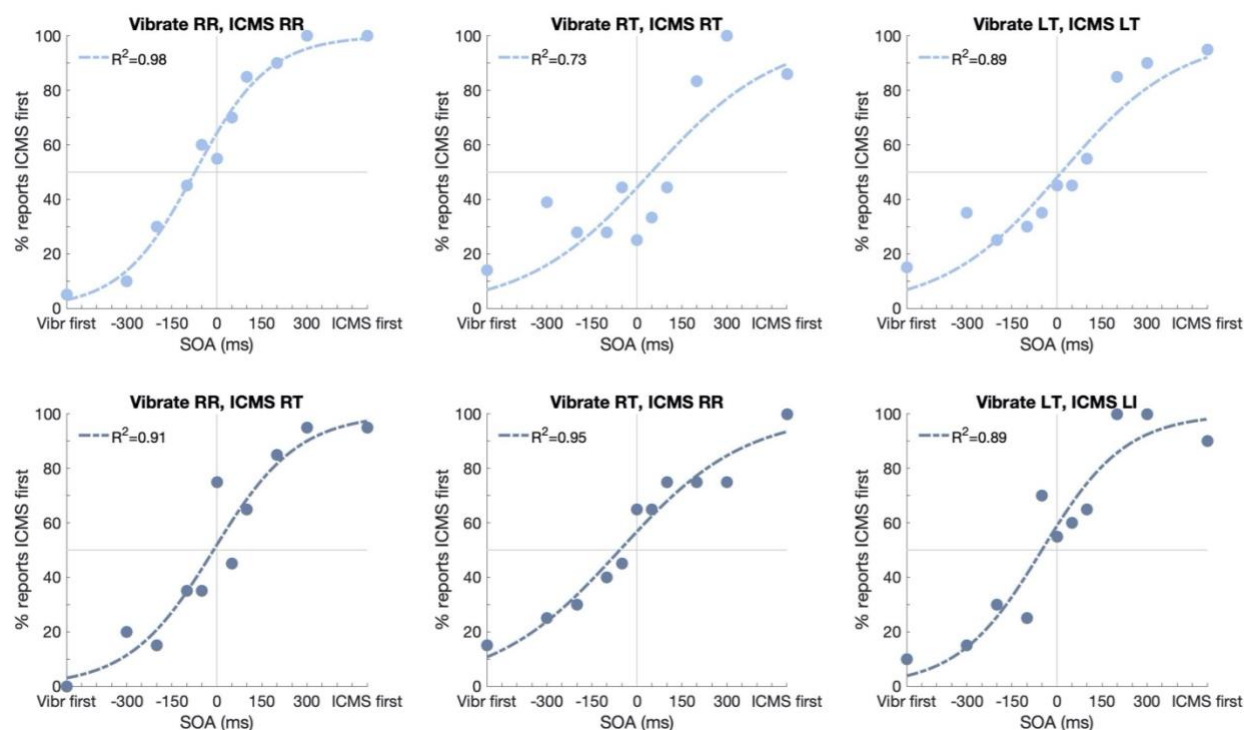 Vibrate RR, ICMS RR
R²=0.98
% reports ICMS first
100
80
60
40
20
0
Vibr first -300 -150 0 150 300 ICMS first
SOA (ms)
Vibrate RT, ICMS RT
R²=0.73
% reports ICMS first
100
80
60
40
20
0
Vibr first -300 -150 0 150 300 ICMS first
SOA (ms)
Vibrate LT, ICMS LT
R²=0.89
% reports ICMS first
100
80
60
40
20
0
Vibr first -300 -150 0 150 300 ICMS first
SOA (ms)
Vibrate RR, ICMS RT
R²=0.91
% reports ICMS first
100
80
60
40
20
0
Vibr first -300 -150 0 150 300 ICMS first
SOA (ms)
Vibrate RT, ICMS RR
R²=0.95
% reports ICMS first
100
80
60
40
20
0
Vibr first -300 -150 0 150 300 ICMS first
SOA (ms)
Vibrate LT, ICMS LI
R²=0.89
% reports ICMS first
100
80
60
40
20
0
Vibr first -300 -150 0 150 300 ICMS first
SOA (ms)